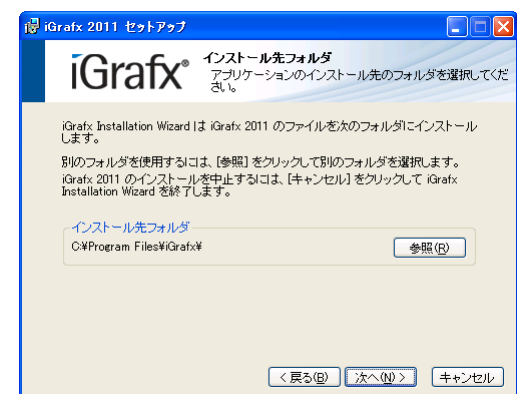 iGrafx 2011 セットアップ
iGrafx®
インストール先フォルダ
アプリケーションのインストール先のフォルダを選択してくだ
さい。
iGrafx Installation Wizard は iGrafx 2011 のファイルを次のフォルダにインストール
します。
別のフォルダを使用するには、[参照] をクリックして別のフォルダを選択します。
iGrafx 2011 のインストールを中止するには、[キャンセル] をクリックして iGrafx
Installation Wizard を終了します。
インストール先フォルダ
C:¥Program Files¥iGrafx¥
参照(R)
< 戻る(B)
次へ(N) >
キャンセル